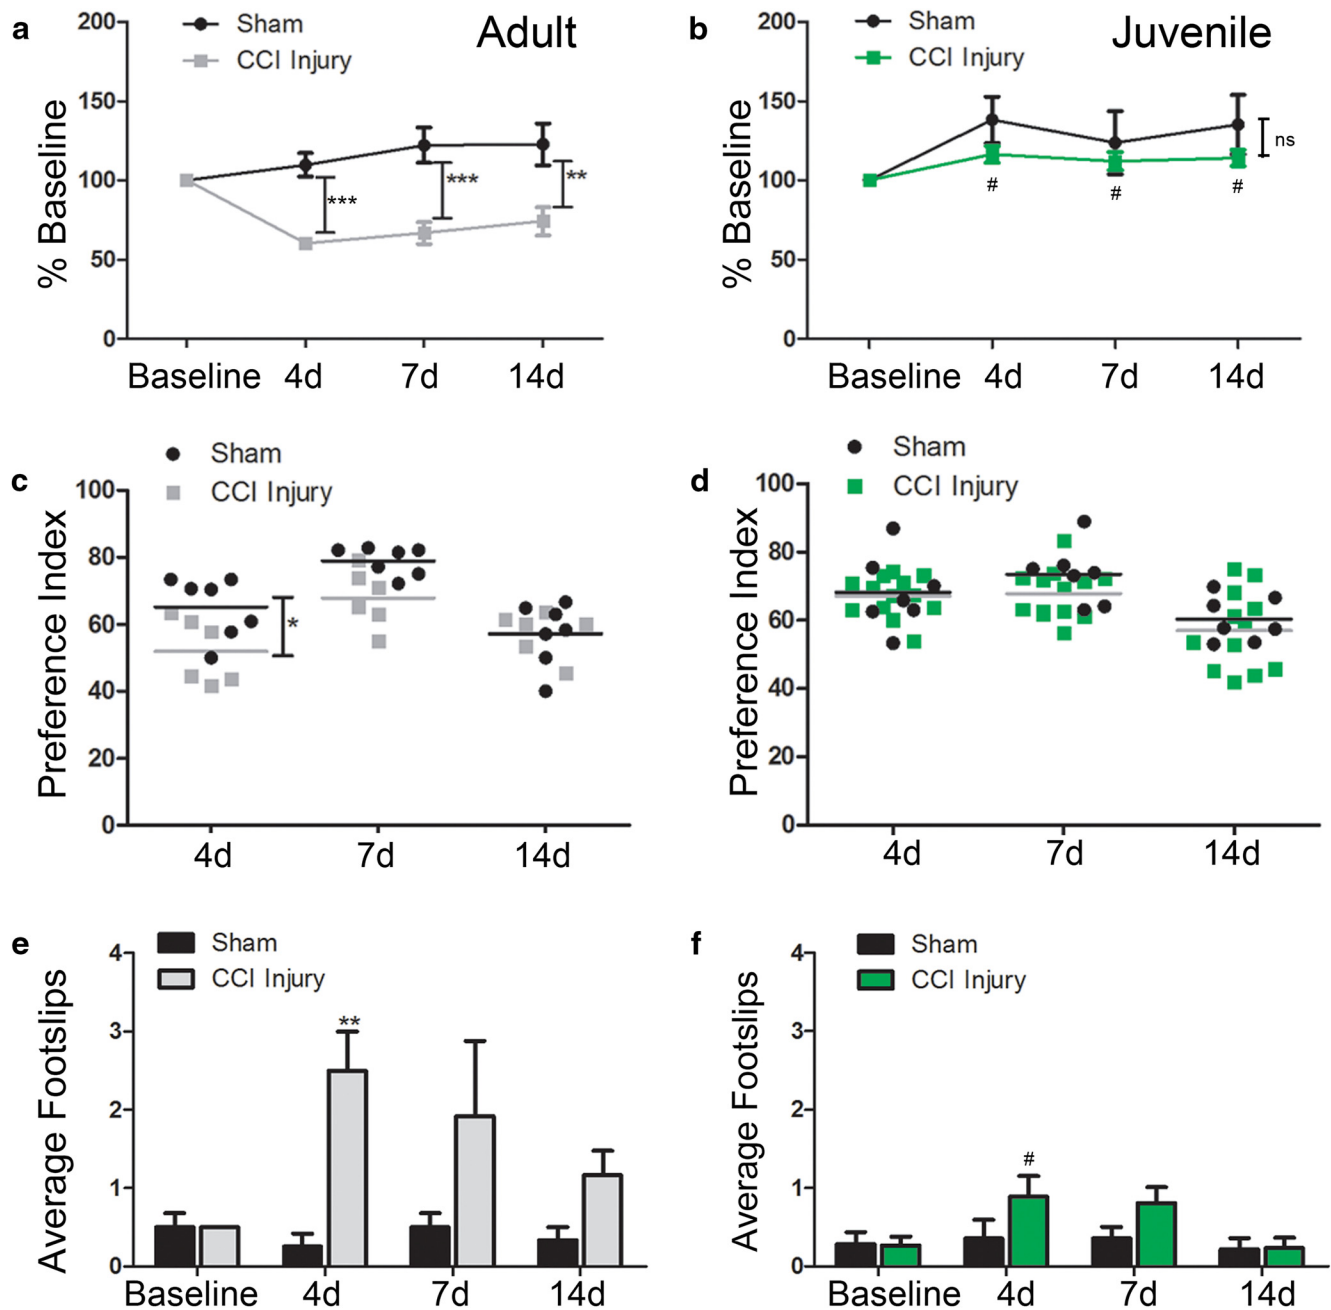 a
Adult
Sham
CCI Injury
% Baseline
200
150
100
50
0
***
***
**
Baseline 4d 7d 14d
b
Juvenile
Sham
CCI Injury
% Baseline
200
150
100
50
0
# # #
ns
Baseline 4d 7d 14d
c
Sham
CCI Injury
Preference Index
100
80
60
40
20
0
*
4d 7d 14d
d
Sham
CCI Injury
Preference Index
100
80
60
40
20
0
4d 7d 14d
e
Sham
CCI Injury
Average Footslips
4
3
2
1
0
**
Baseline 4d 7d 14d
f
Sham
CCI Injury
Average Footslips
4
3
2
1
0
#
Baseline 4d 7d 14d